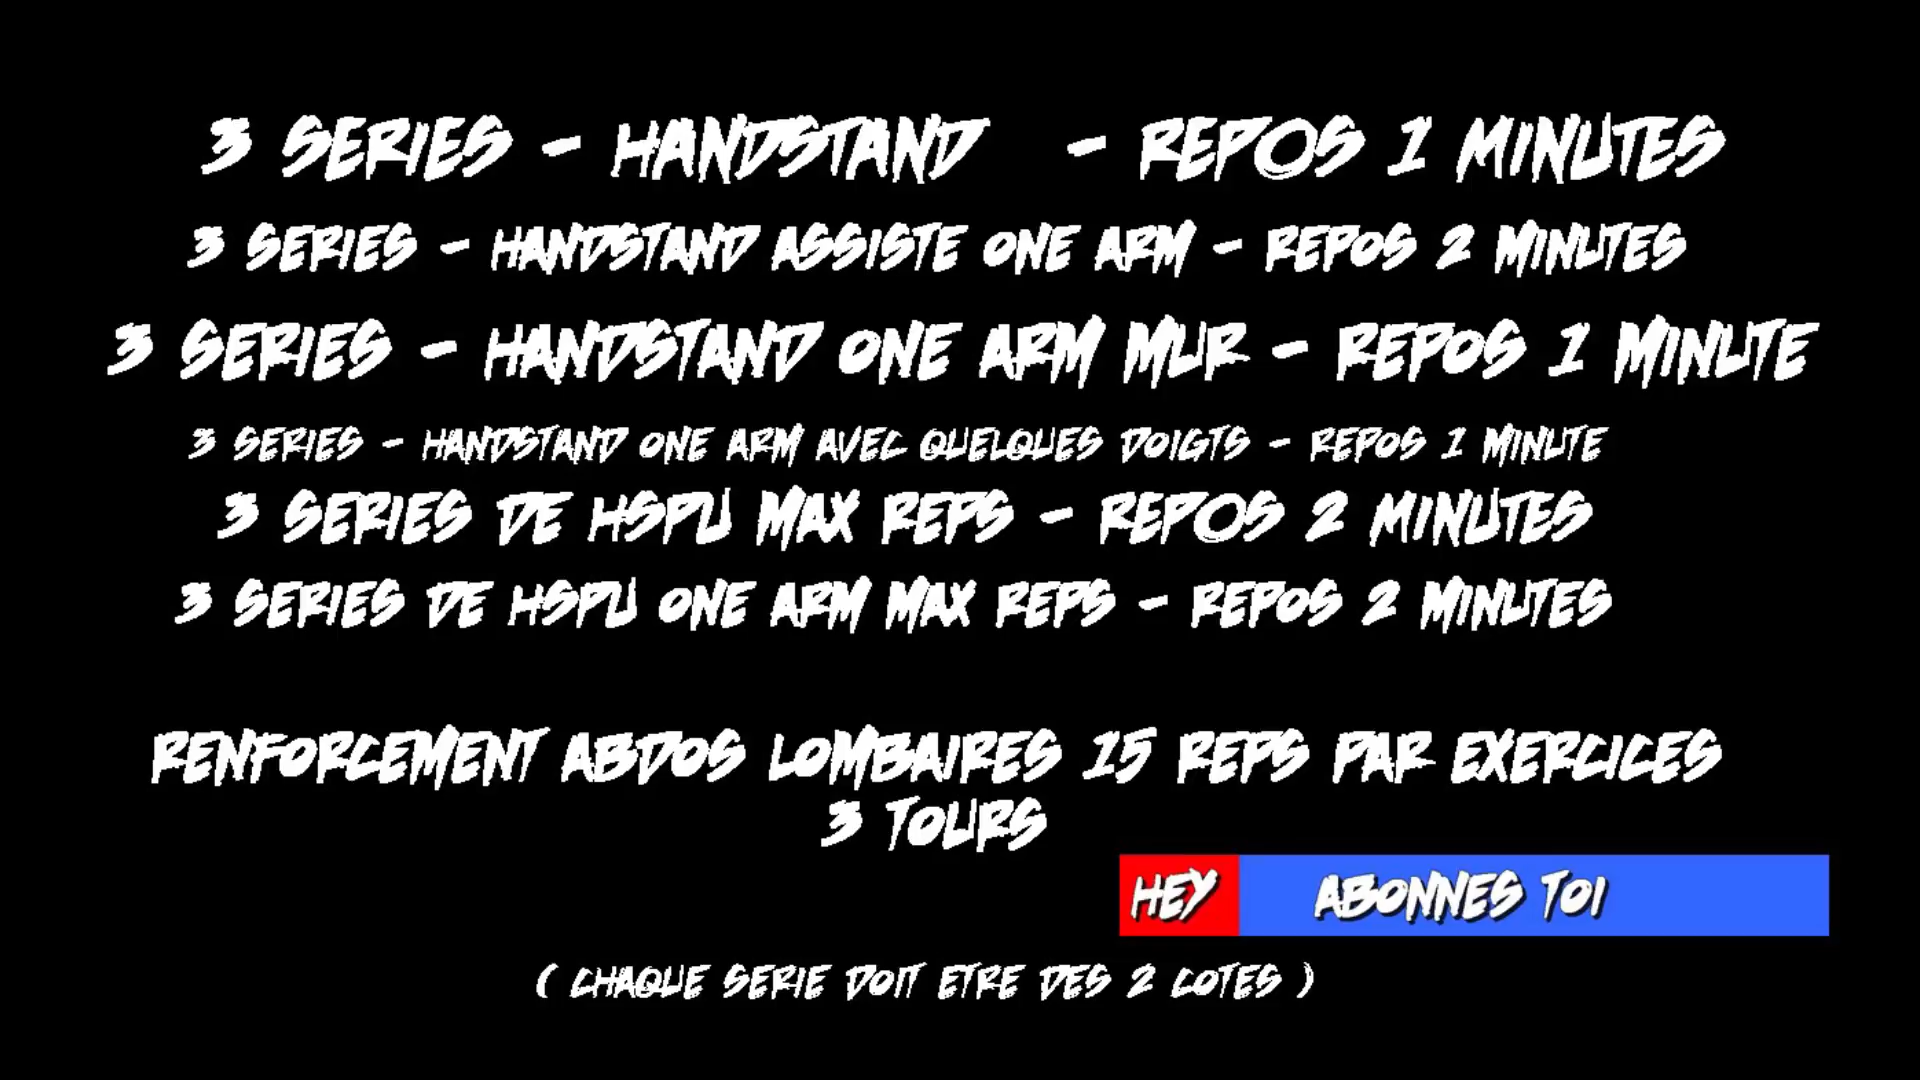 3 SERIES - HANDSTAND - REPOS 1 MINUTES
3 SERIES - HANDSTAND ASSISTE ONE ARM - REPOS 2 MINUTES
3 SERIES - HANDSTAND ONE ARM MUR - REPOS 1 MINUTE
3 SERIES - HANDSTAND ONE ARM AVEC QUELQUES DOIGTS - REPOS 1 MINUTE
3 SERIES DE HSPU MAX REPS - REPOS 2 MINUTES
3 SERIES DE HSPU ONE ARM MAX REPS - REPOS 2 MINUTES
RENFORCEMENT ABDOS LOMBAIRES 15 REPS PAR EXERCICES
3 TOURS
HEY ABONNES TOI
( CHAQUE SERIE DOIT ETRE DES 2 COTES )